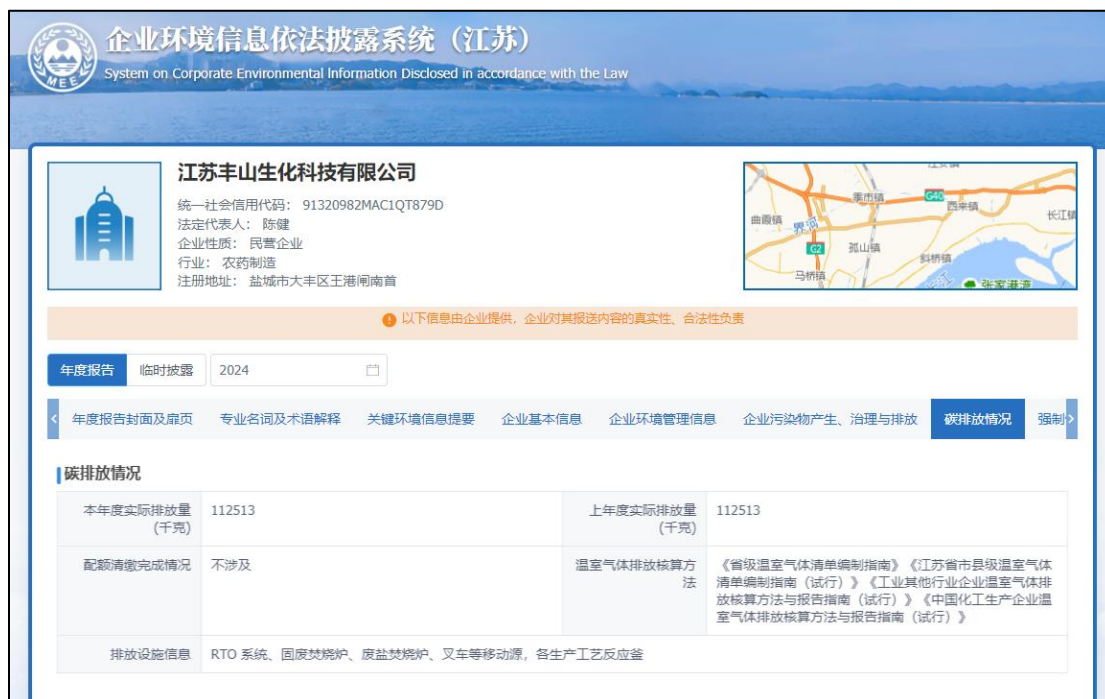 企业环境信息依法披露系统（江苏）
System on Corporate Environmental Information Disclosed in accordance with the Law
MEE
江苏丰山生化科技有限公司
统一社会信用代码： 91320982MAC1QT879D
法定代表人： 陈健
企业性质： 民营企业
行业： 农药制造
注册地址： 盐城市大丰区王港闸南首
季市镇
G40
西来镇
长江镇
曲霞镇
界河
G2
孤山镇
斜桥镇
马桥镇
长江
张家港湾
以下信息由企业提供，企业对其报送内容的真实性、合法性负责
年度报告
临时披露
2024
年度报告封面及扉页
专业名词及术语解释
关键环境信息提要
企业基本信息
企业环境管理信息
企业污染物产生、治理与排放
碳排放情况
强制
碳排放情况
本年度实际排放量
(千克)
112513
上年度实际排放量
(千克)
112513
配额清缴完成情况
不涉及
温室气体排放核算方
法
《省级温室气体清单编制指南》《江苏省市县级温室气体
清单编制指南（试行）》《工业其他行业企业温室气体排
放核算方法与报告指南（试行）》《中国化工生产企业温
室气体排放核算方法与报告指南（试行）》
排放设施信息
RTO 系统、固废焚烧炉、废盐焚烧炉、叉车等移动源，各生产工艺反应釜